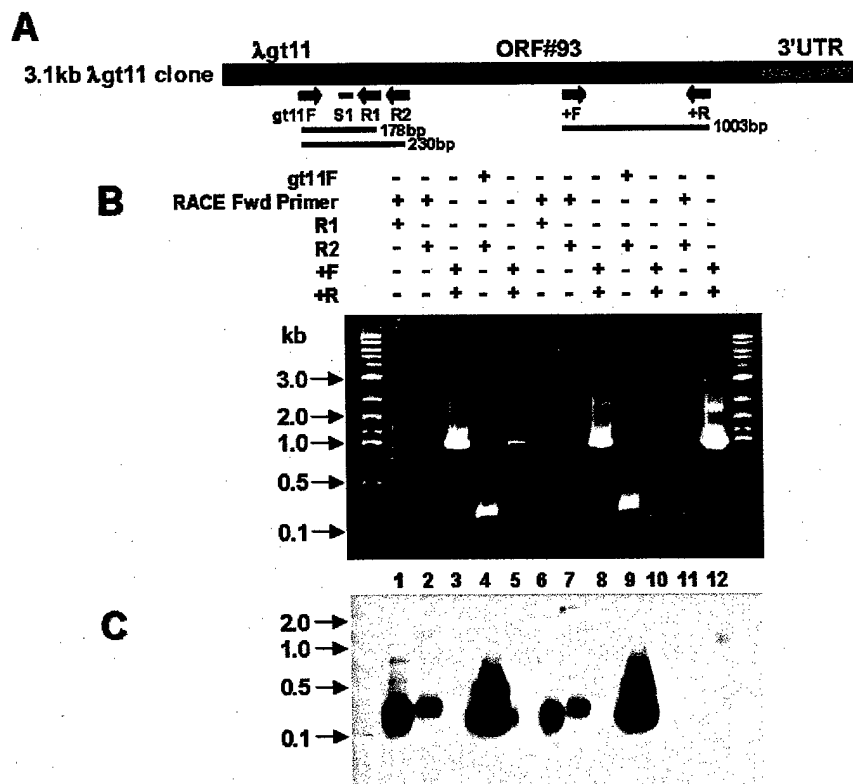 A
λgt11 ORF#93 3'UTR
3.1kb λgt11 clone
gt11F S1 R1 R2 +F +R
178bp 1003bp
230bp
B
gt11F - - - + - - - - + - - -
RACE Fwd Primer + + - - - + + - - - + -
R1 + - - - - + - - - - - -
R2 - + - + - - + - + - + -
+F - - + - + - - + - + - +
+R - - + - + - - + - + - +
kb
3.0
2.0
1.0
0.5
0.1
1 2 3 4 5 6 7 8 9 10 11 12
C
2.0
1.0
0.5
0.1